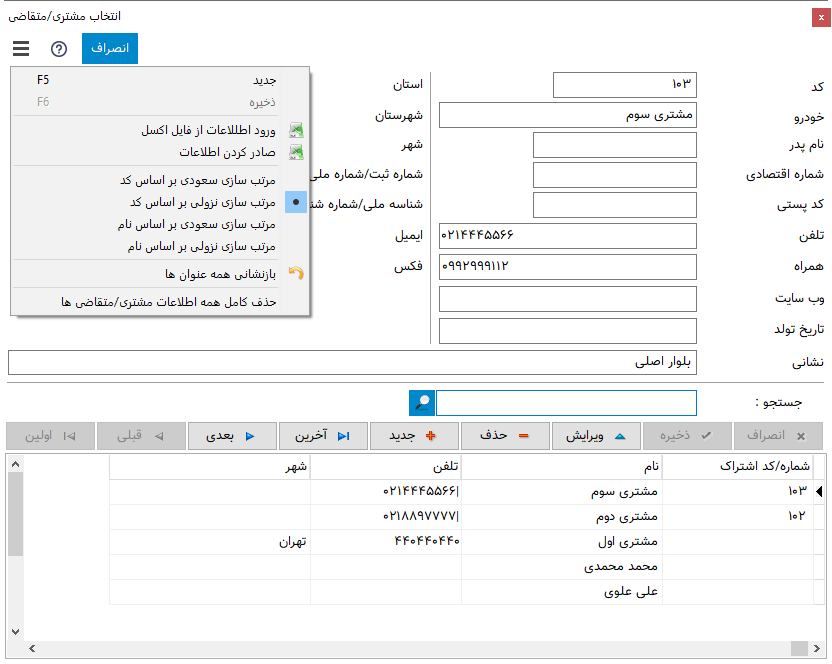 انتخاب مشتری/متقاضی
x
انصراف
?
جدید F5
ذخیره F6
ورود اطلاعات از فایل اکسل
صادر کردن اطلاعات
مرتب سازی سعودی بر اساس کد
مرتب سازی نزولی بر اساس کد
مرتب سازی سعودی بر اساس نام
مرتب سازی نزولی بر اساس نام
بازنشانی همه عنوان ها
حذف کامل همه اطلاعات مشتری/متقاضی ها
کد ۱۰۳ استان
خودرو مشتری سوم شهرستان
نام پدر شهر
شماره اقتصادی شماره ثبت/شماره ملی
کد پستی شناسه ملی/شماره شنا
تلفن ۰۲۱۴۴۴۵۵۶۶ ایمیل
همراه ۰۹۹۲۹۹۹۱۱۲ فکس
وب سایت
تاریخ تولد
نشانی بلوار اصلی
جستجو :
انصراف ذخیره ویرایش حذف جدید آخرین بعدی قبلی اولین
شماره/کد اشتراک نام تلفن شهر
۱۰۳ مشتری سوم ۰۲۱۴۴۴۵۵۶۶|
۱۰۲ مشتری دوم ۰۲۱۸۸۹۷۷۷۷|
مشتری اول ۴۴۰۴۴۰۴۴۰ تهران
محمد محمدی
علی علوی